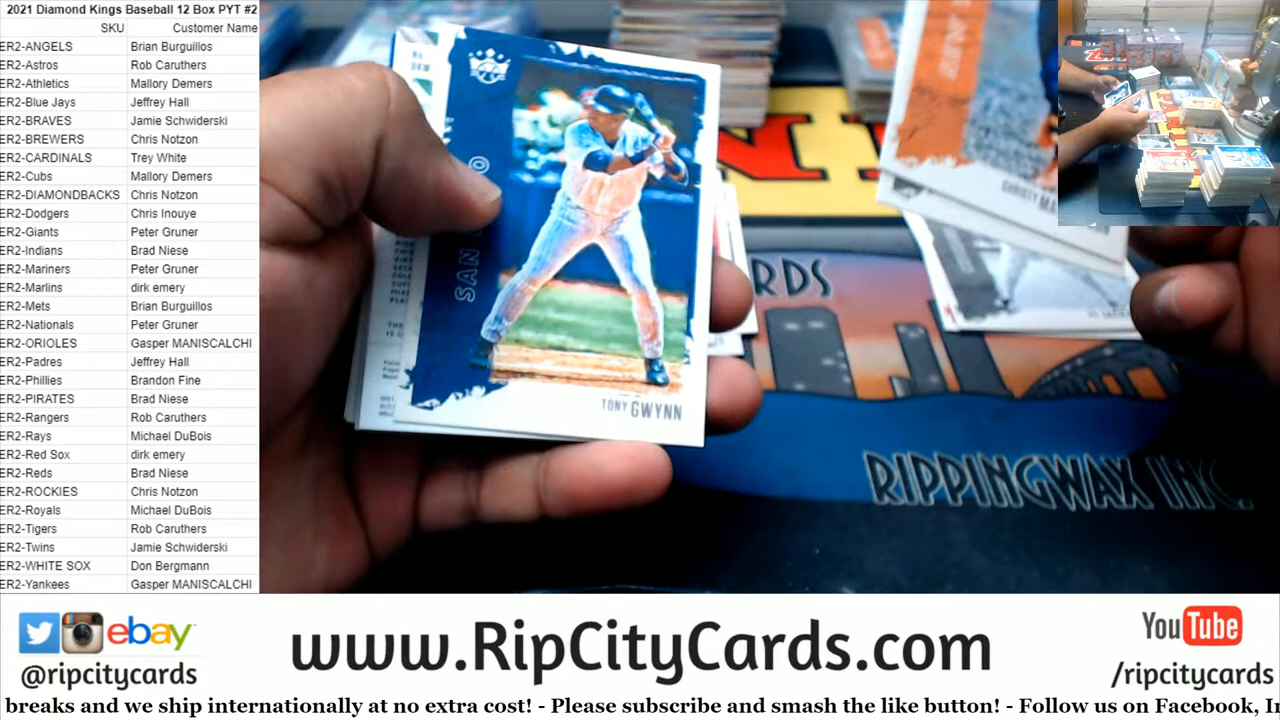 2021 Diamond Kings Baseball 12 Box PYT #2
SKU Customer Name
ER2-ANGELS Brian Burguillos
ER2-Astros Rob Caruthers
ER2-Athletics Mallory Demers
ER2-Blue Jays Jeffrey Hall
ER2-BRAVES Jamie Schwiderski
ER2-BREWERS Chris Notzon
ER2-CARDINALS Trey White
ER2-Cubs Mallory Demers
ER2-DIAMONDBACKS Chris Notzon
ER2-Dodgers Chris Inouye
ER2-Giants Peter Gruner
ER2-Indians Brad Niese
ER2-Mariners Peter Gruner
ER2-Marlins dirk emery
ER2-Mets Brian Burguillos
ER2-Nationals Peter Gruner
ER2-ORIOLES Gasper MANISCALCHI
ER2-Padres Jeffrey Hall
ER2-Phillies Brandon Fine
ER2-PIRATES Brad Niese
ER2-Rangers Rob Caruthers
ER2-Rays Michael DuBois
ER2-Red Sox dirk emery
ER2-Reds Brad Niese
ER2-ROCKIES Chris Notzon
ER2-Royals Michael DuBois
ER2-Tigers Rob Caruthers
ER2-Twins Jamie Schwiderski
ER2-WHITE SOX Don Bergmann
ER2-Yankees Gasper MANISCALCHI
SAN
TONY GWYNN
CHRISTY
RDS
RIPPINGWAX INC.
ebay
@ripcitycards
www.RipCityCards.com
YouTube
/ripcitycards
breaks and we ship internationally at no extra cost! - Please subscribe and smash the like button! - Follow us on Facebook, In